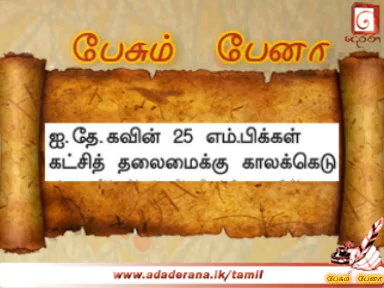 பேசும் பேனா
ஐ.தே.கவின் 25 எம்.பிக்கள்
கட்சித் தலைமைக்கு காலக்கெடு
www.adaderana.lk/tamil
பேசும் பேனா